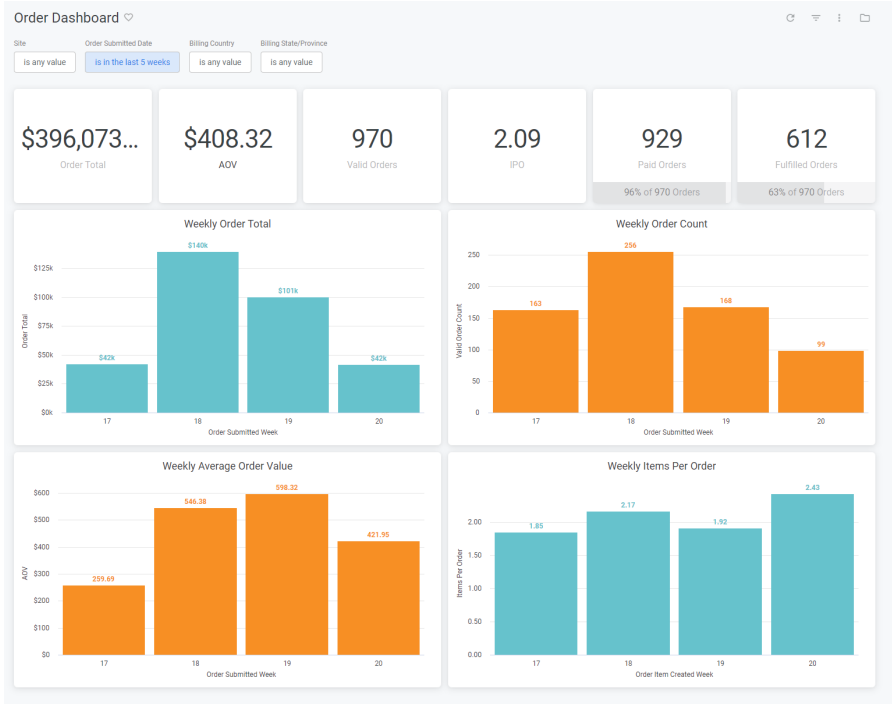 Order Dashboard
Site Order Submitted Date Billing Country Billing State/Province
is any value is in the last 5 weeks is any value is any value
$396,073... $408.32 970 2.09 929 612
Order Total AOV Valid Orders IPO Paid Orders Fulfilled Orders
96% of 970 Orders 63% of 970 Orders
Weekly Order Total
$140k
$125k
$101k
$100k
$75k
$50k
$42k $42k
$25k
$0k
Order Total
17 18 19 20
Order Submitted Week
Weekly Order Count
256
250
200
163 168
150
100
99
50
0
Valid Order Count
17 18 19 20
Order Submitted Week
Weekly Average Order Value
$600
598.32
546.38
$500
421.95
$400
$300
259.69
$200
$100
$0
AOV
17 18 19 20
Order Submitted Week
Weekly Items Per Order
2.43
2.17
2.00
1.85 1.92
1.50
1.00
0.50
0.00
Items Per Order
17 18 19 20
Order Item Created Week